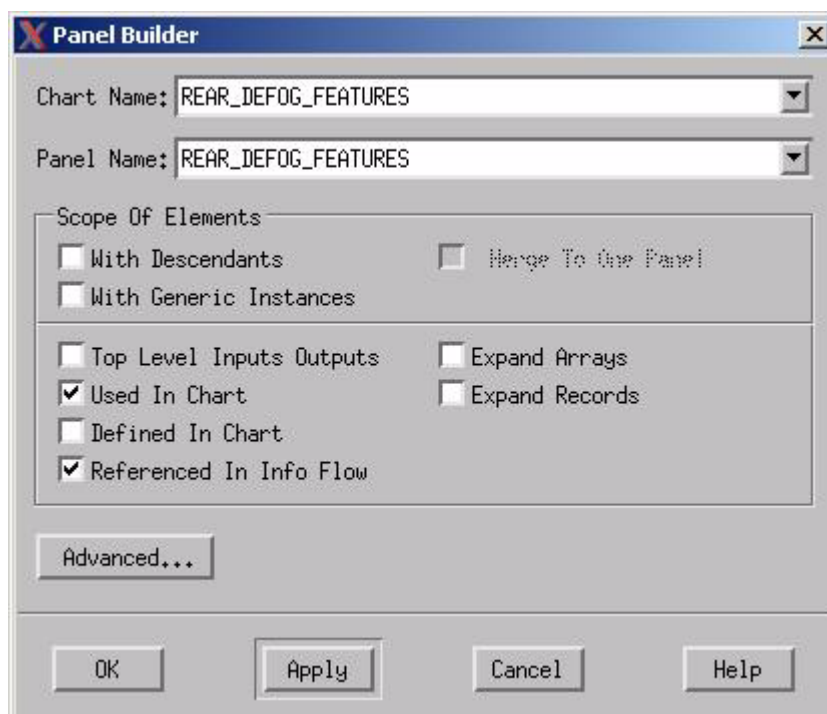 Panel Builder
Chart Name: REAR_DEFOG_FEATURES
Panel Name: REAR_DEFOG_FEATURES
Scope Of Elements
With Descendants Merge To One Panel
With Generic Instances
Top Level Inputs Outputs Expand Arrays
Used In Chart Expand Records
Defined In Chart
Referenced In Info Flow
Advanced...
OK Apply Cancel Help